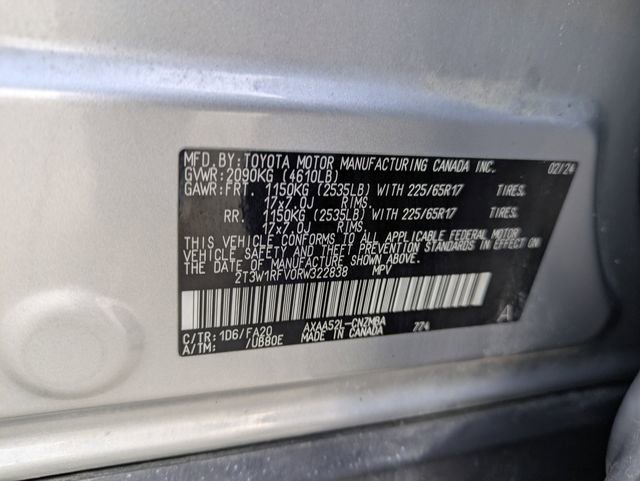 MFD. BY: TOYOTA MOTOR MANUFACTURING CANADA INC. 02/24
GVWR: 2090KG (4610LB)
GAWR: FRT. 1150KG (2535LB) WITH 225/65R17 TIRES.
17x7.0J RIMS.
RR. 1150KG (2535LB) WITH 225/65R17 TIRES.
17x7.0J RIMS.
THIS VEHICLE CONFORMS TO ALL APPLICABLE FEDERAL MOTOR
VEHICLE SAFETY AND THEFT PREVENTION STANDARDS IN EFFECT ON
THE DATE OF MANUFACTURE SHOWN ABOVE.
2T3W1RFV0RW322838 MPV
C/TR: 1D6/FA20 AXAA52L-CNZMBA 774
A/TM: /UB80E MADE IN CANADA A